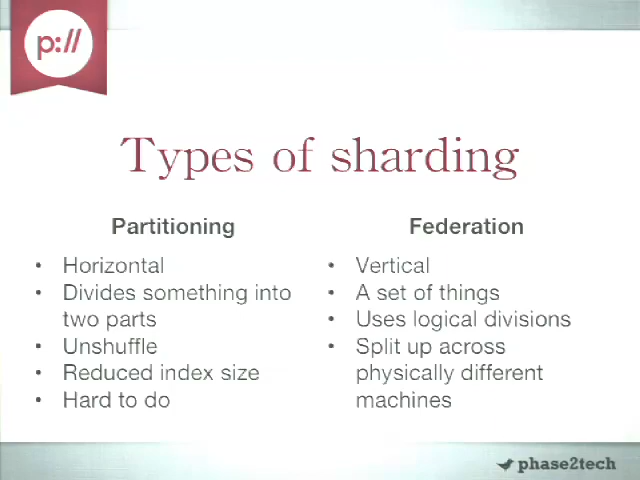 p://
Types of sharding
Partitioning
• Horizontal
• Divides something into
two parts
• Unshuffle
• Reduced index size
• Hard to do
Federation
• Vertical
• A set of things
• Uses logical divisions
• Split up across
physically different
machines
phase2tech